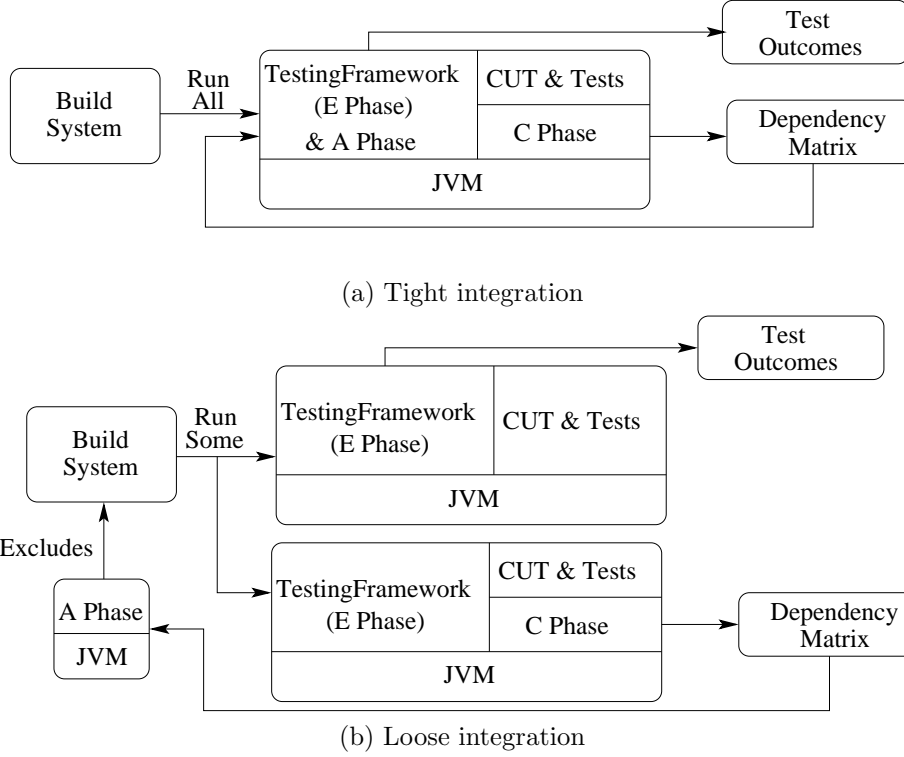 Test
Outcomes
Build
System
Run
All
TestingFramework
(E Phase)
& A Phase
CUT & Tests
C Phase
JVM
Dependency
Matrix
(a) Tight integration
Test
Outcomes
Build
System
Run
Some
TestingFramework
(E Phase)
CUT & Tests
JVM
Excludes
A Phase
JVM
TestingFramework
(E Phase)
CUT & Tests
C Phase
JVM
Dependency
Matrix
(b) Loose integration